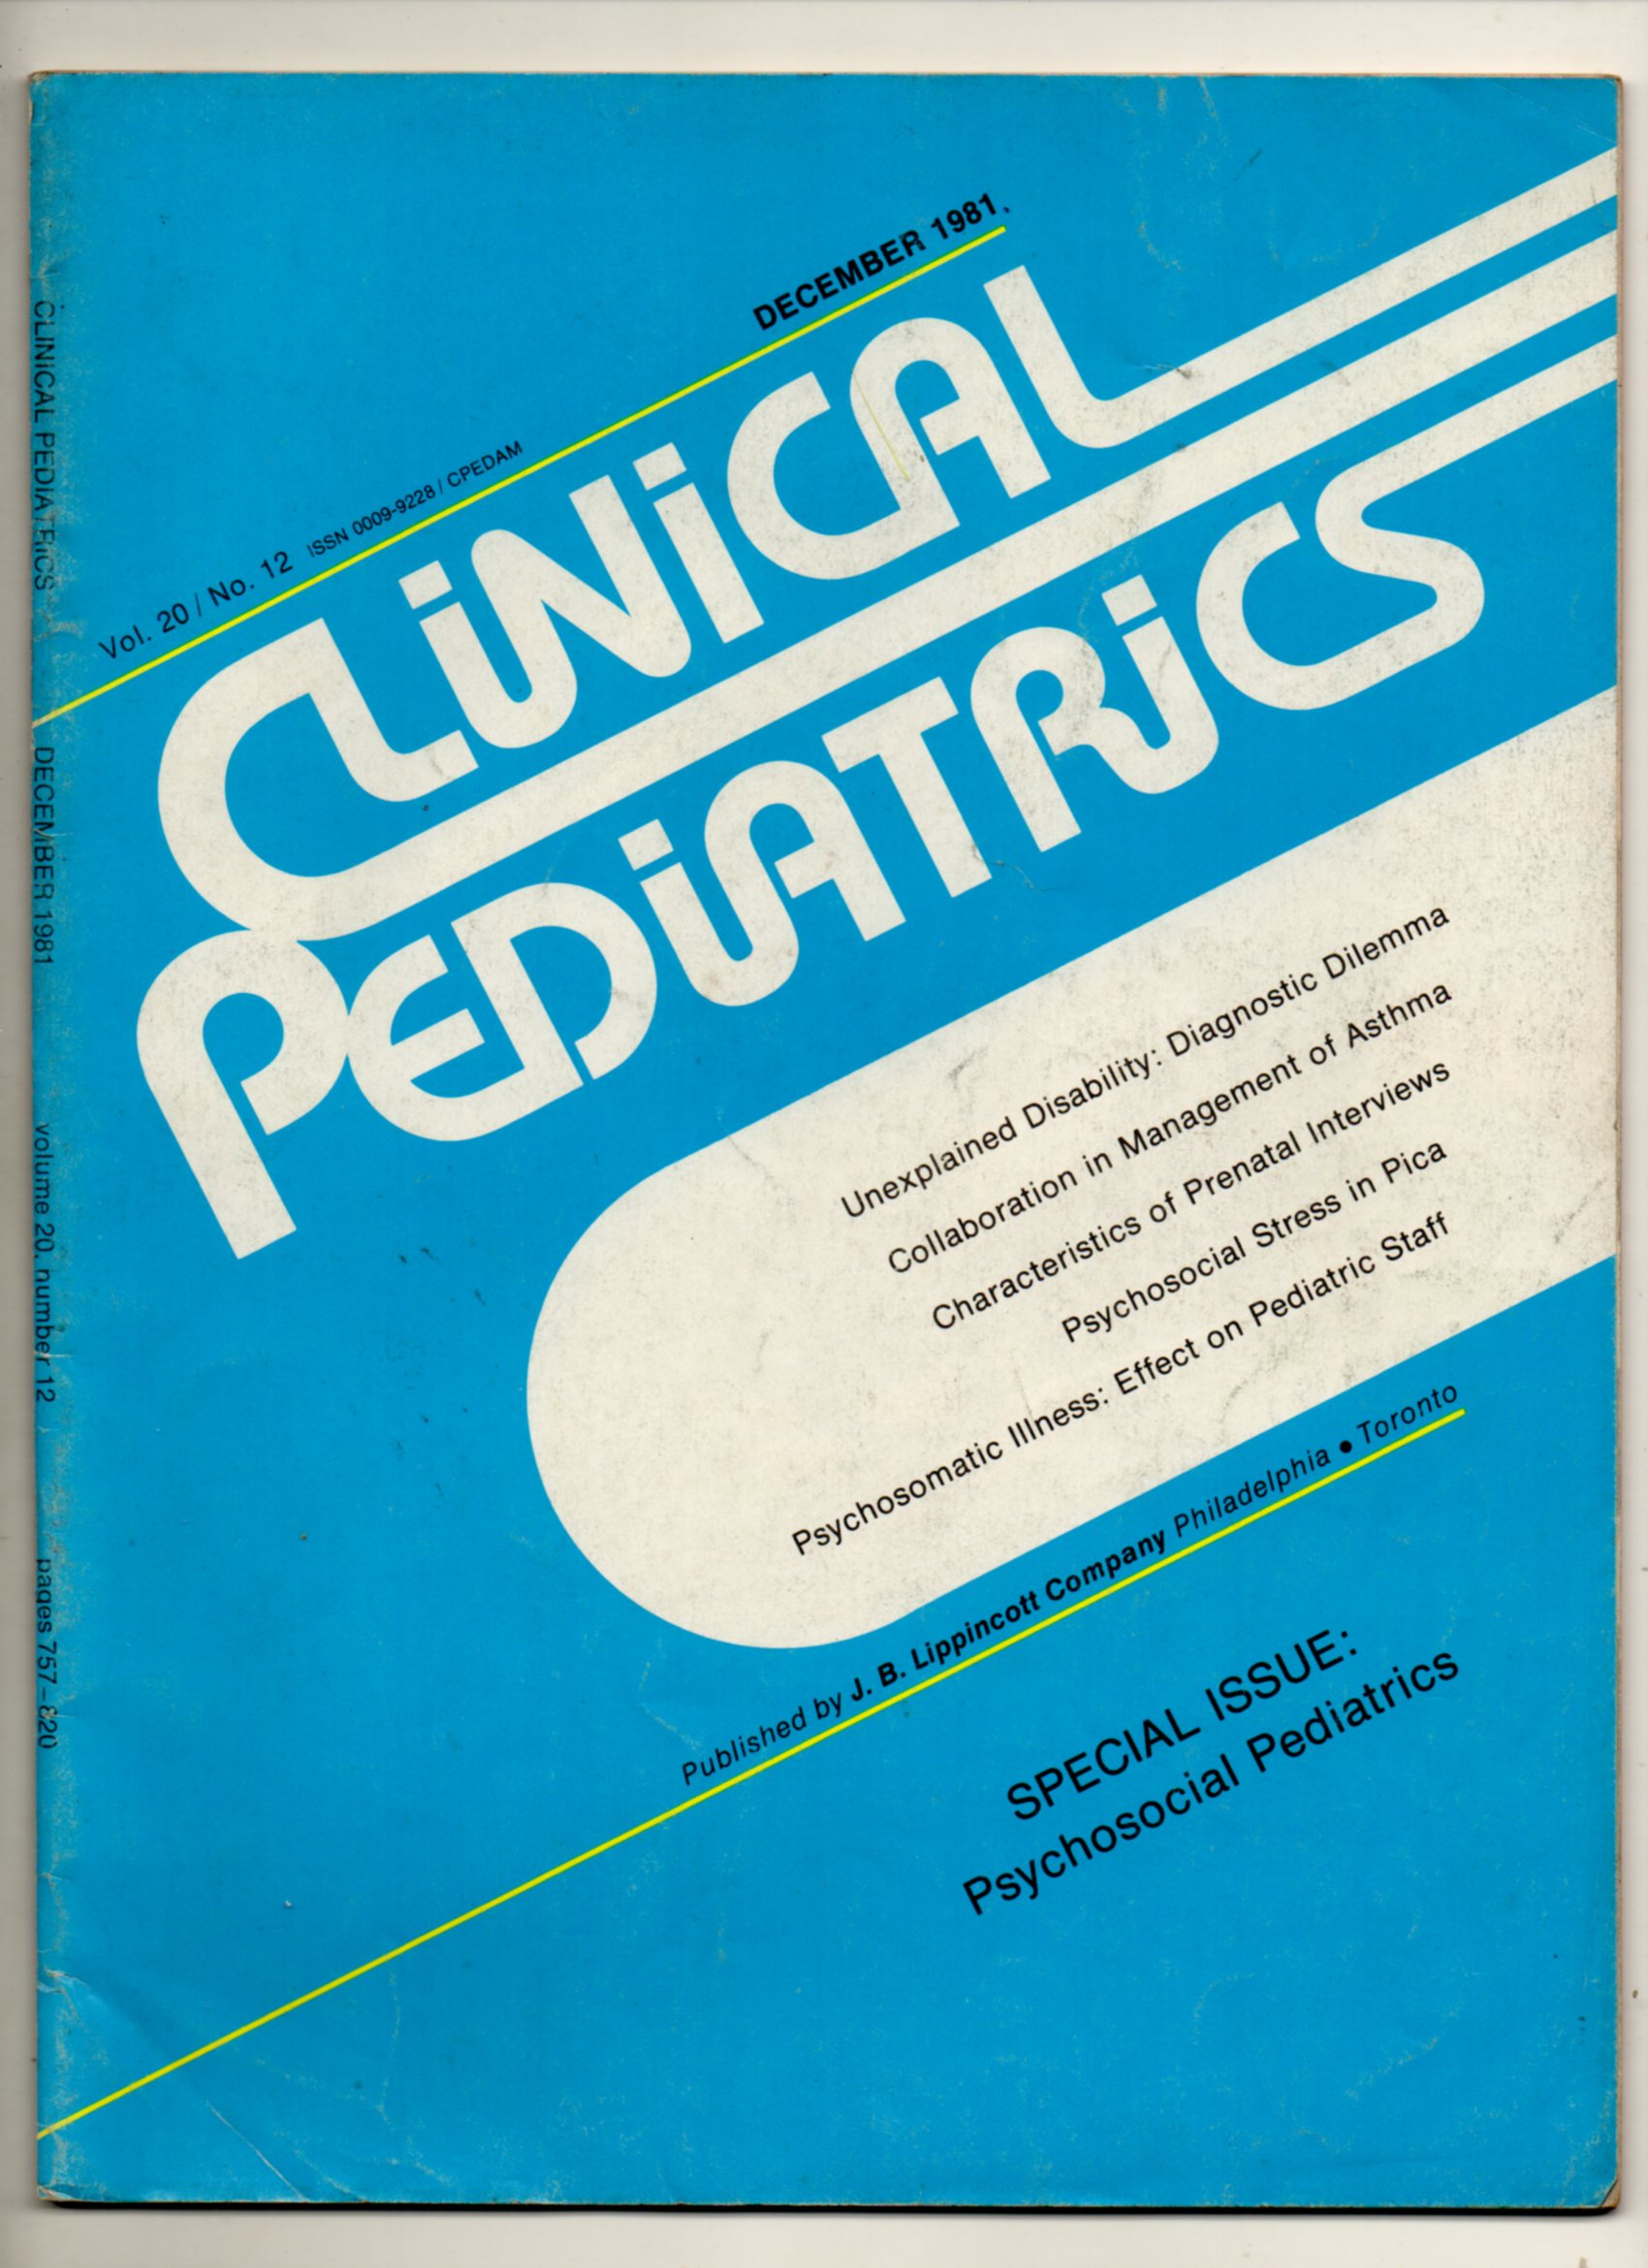 DECEMBER 1981
Vol. 20 / No. 12 ISSN 0009-9228 / CPEDAM
CLiNiCAL
PEDiATRiCS
Unexplained Disability: Diagnostic Dilemma
Collaboration in Management of Asthma
Characteristics of Prenatal Interviews
Psychosocial Stress in Pica
Psychosomatic Illness: Effect on Pediatric Staff
Published by J. B. Lippincott Company Philadelphia • Toronto
SPECIAL ISSUE:
Psychosocial Pediatrics
CLINICAL PEDIATRICS DECEMBER 1981 volume 20, number 12 pages 757–820